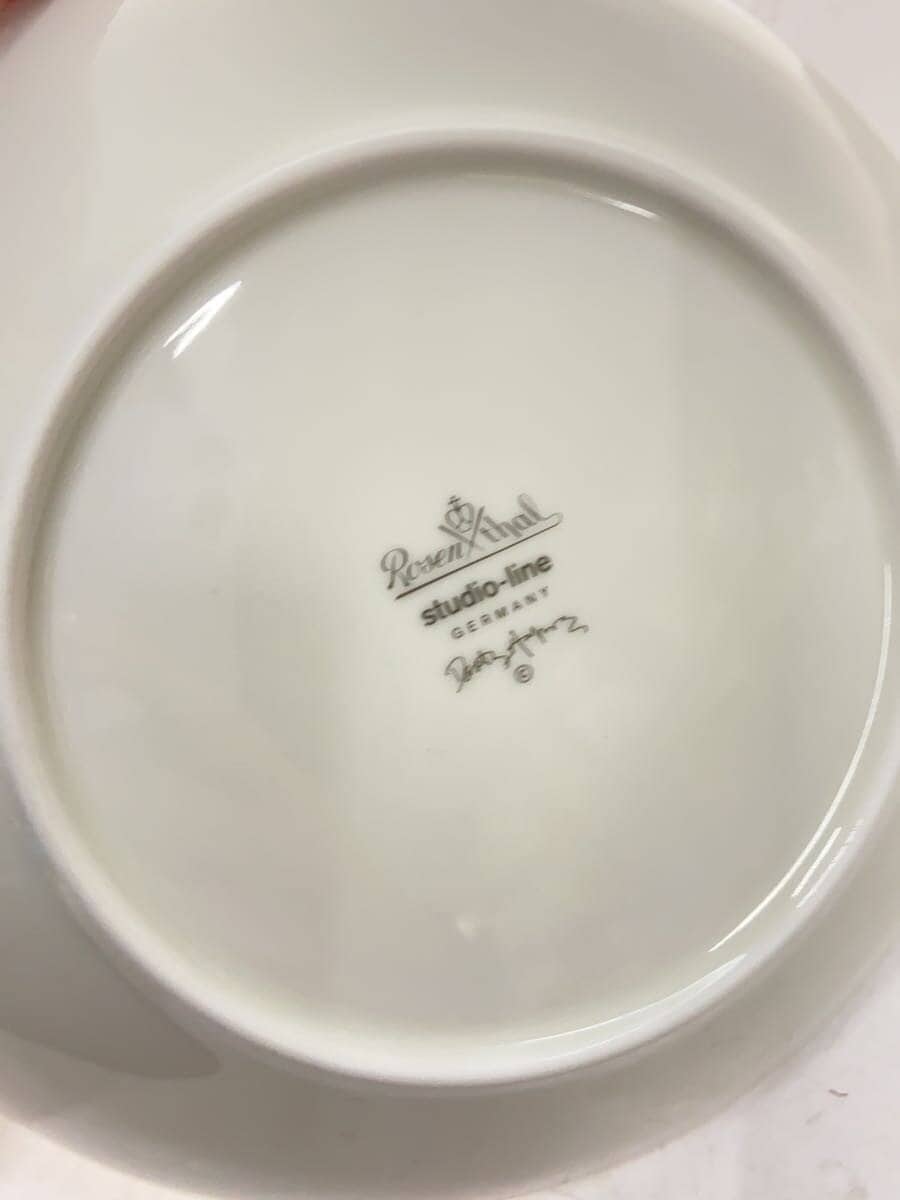 Rosenthal
studio-line
GERMANY
©